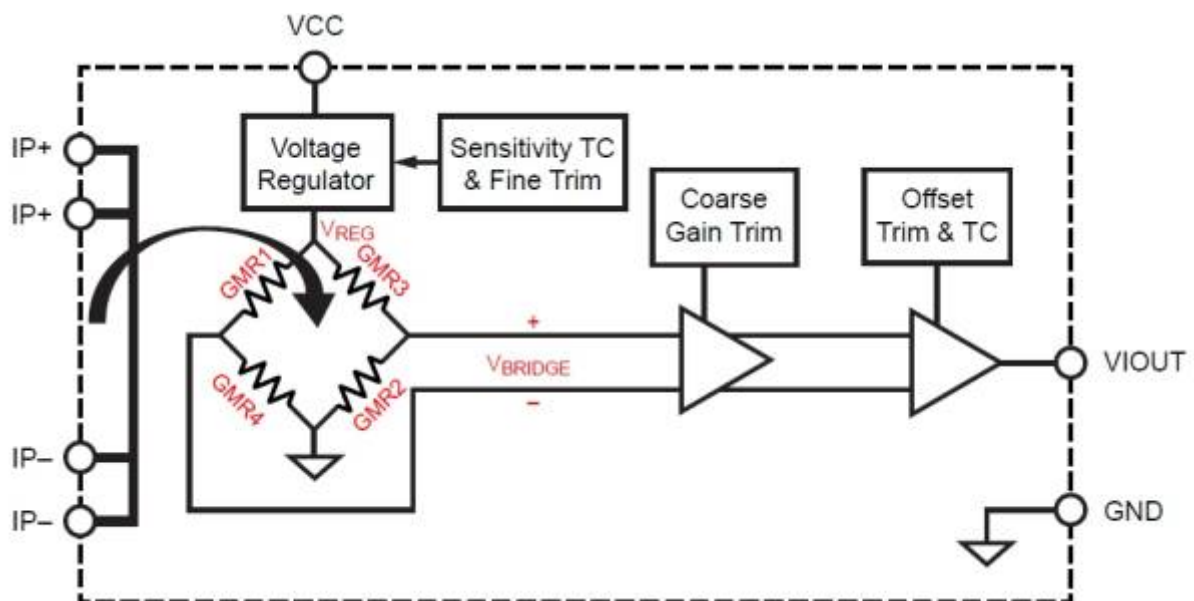 VCC
IP+
Voltage
Regulator
Sensitivity TC
& Fine Trim
IP+
Coarse
Gain Trim
Offset
Trim & TC
VREG
GMR1
GMR3
+
VBRIDGE
–
VIOUT
GMR4
GMR2
IP–
IP–
GND